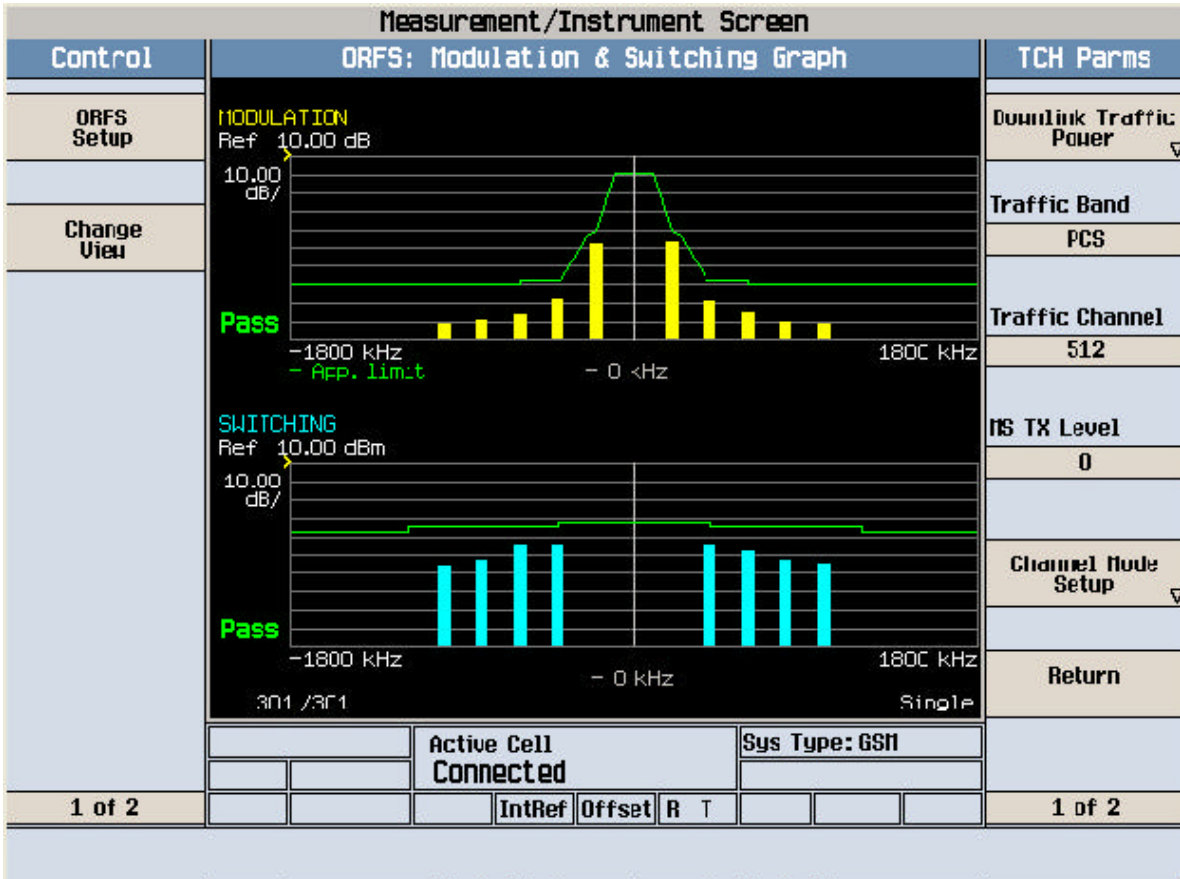 Measurement/Instrument Screen
Control
ORFS
Setup
Change
View
1 of 2
ORFS: Modulation & Switching Graph
MODULATION
Ref 10.00 dB
10.00
dB/
Pass
-1800 kHz
1800 kHz
- App. limit
- 0 kHz
SWITCHING
Ref 10.00 dBm
10.00
dB/
Pass
-1800 kHz
1800 kHz
- 0 kHz
301 /301
Single
Active Cell
Connected
Sys Type: GSM
IntRef
Offset
R T
TCH Parms
Downlink Traffic
Power
Traffic Band
PCS
Traffic Channel
512
MS TX Level
0
Channel Mode
Setup
Return
1 of 2